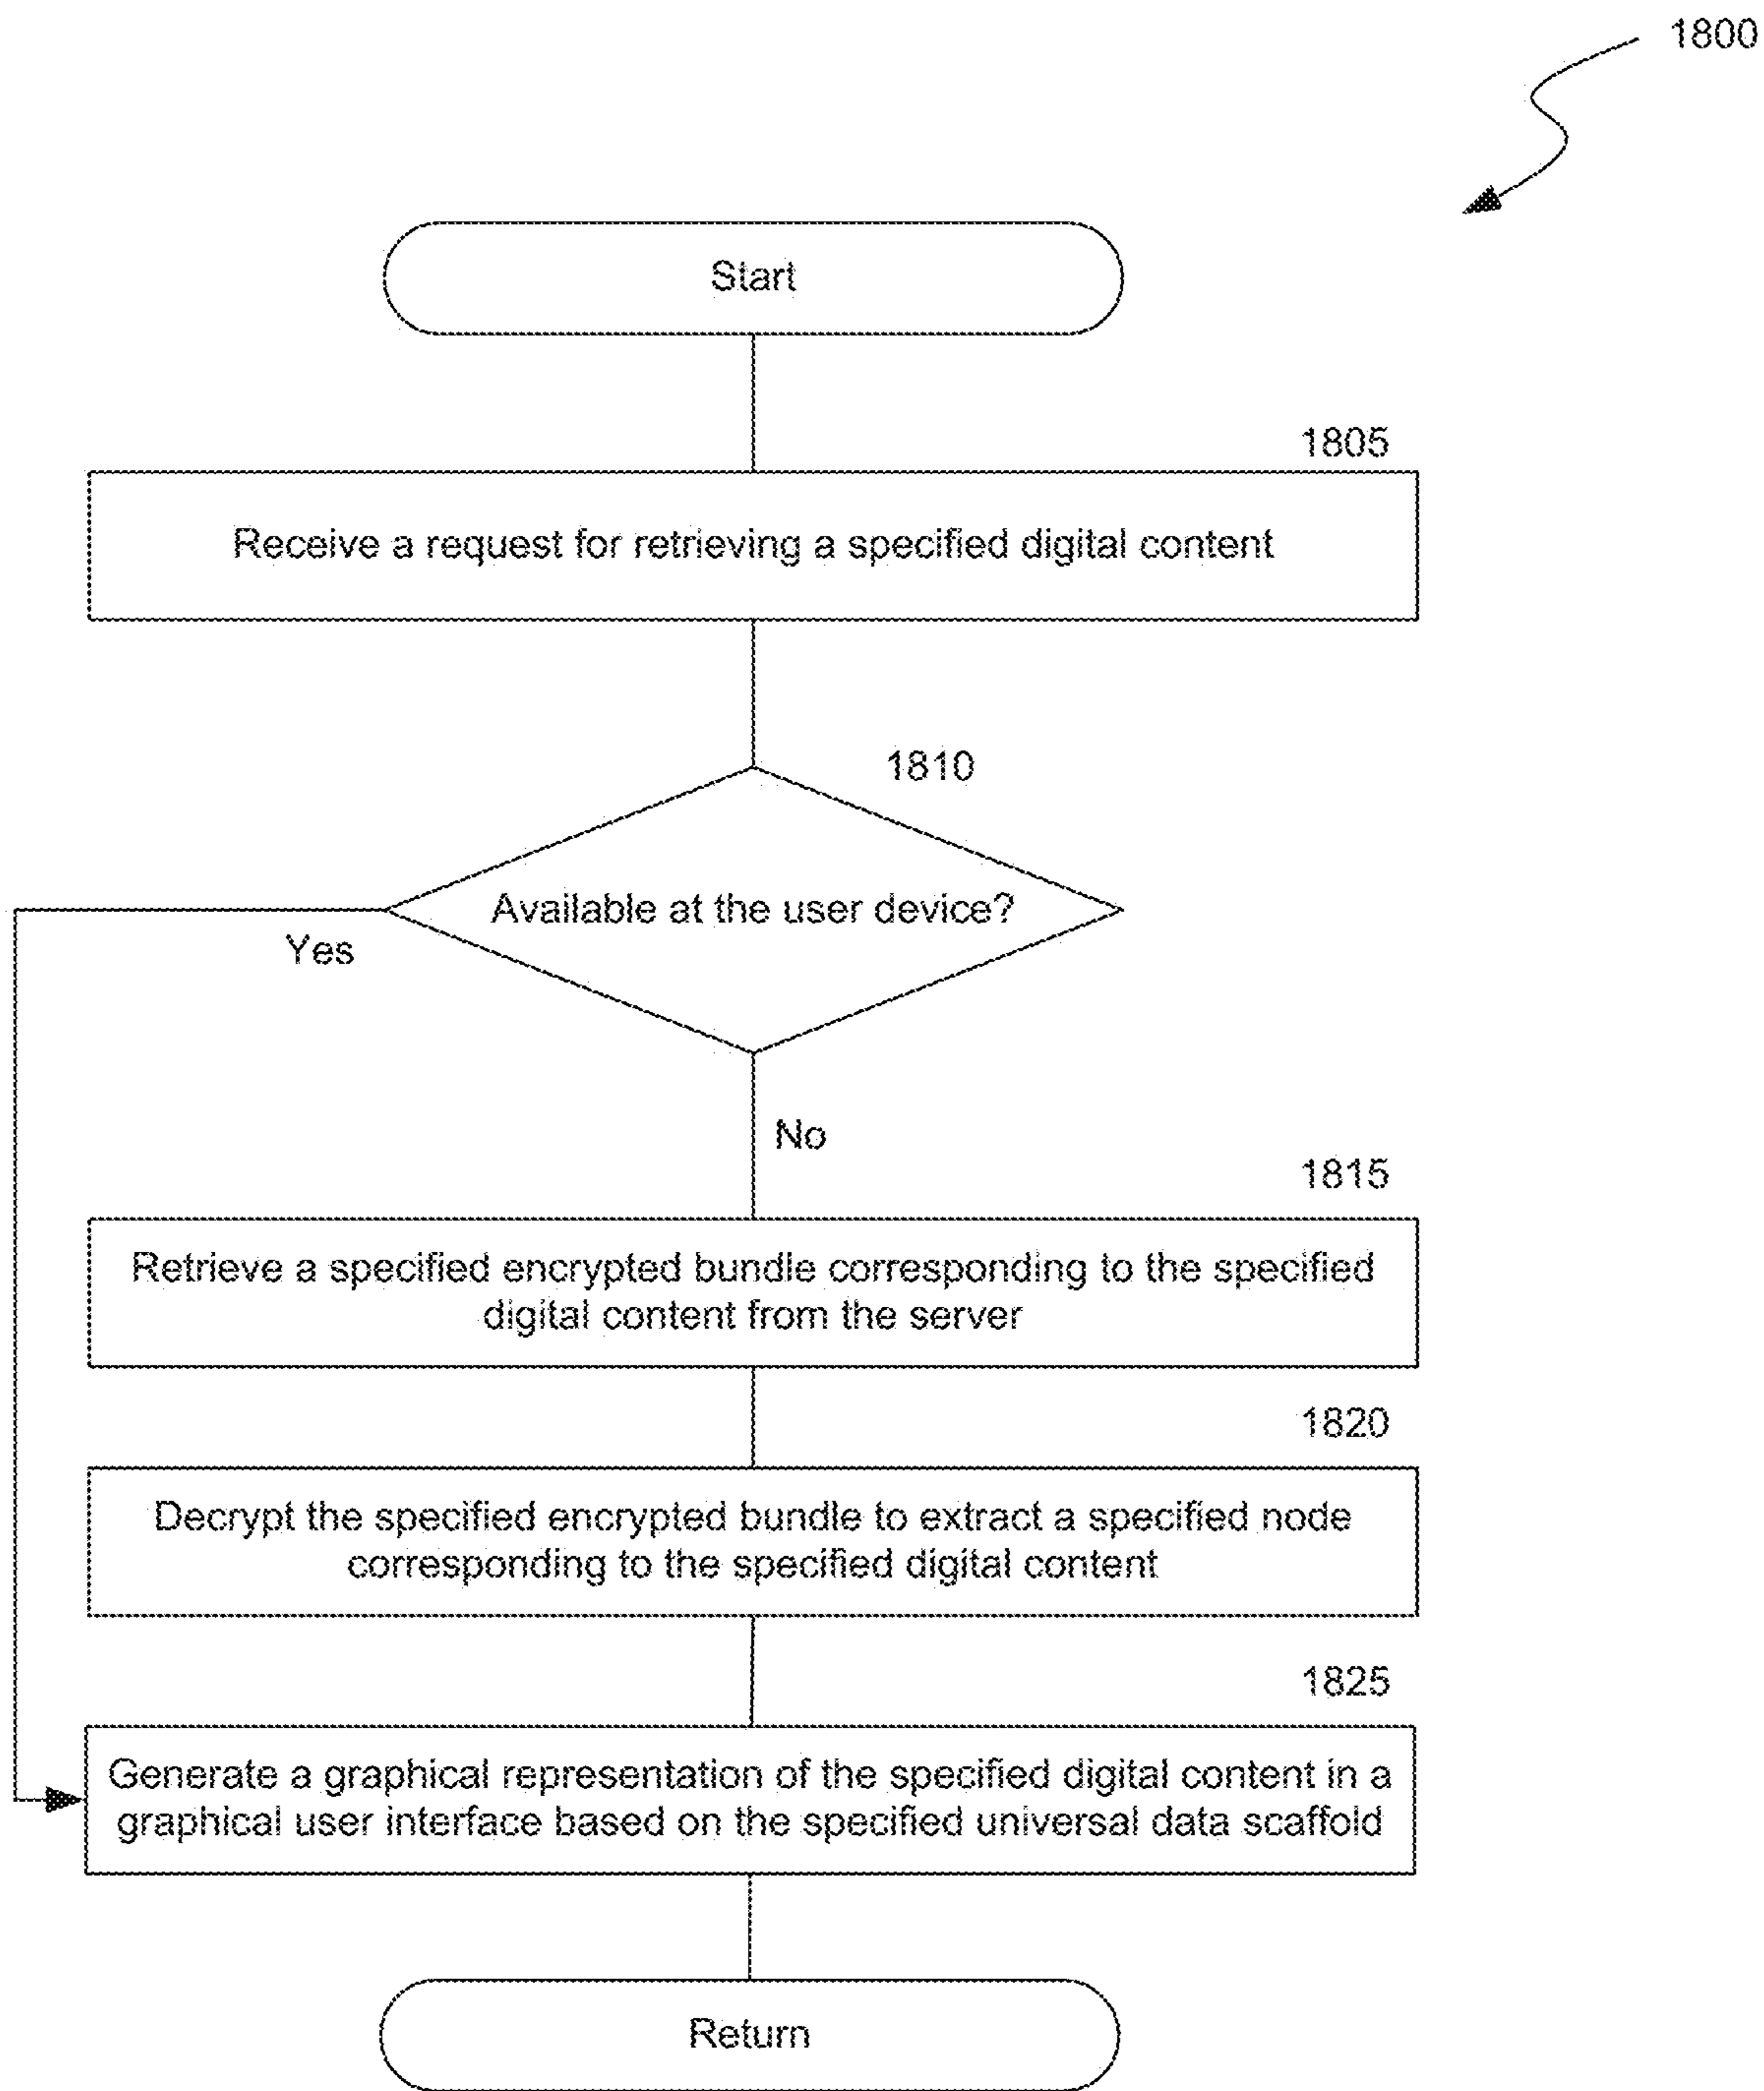 1800
Start
1805
Receive a request for retrieving a specified digital content
1810
Available at the user device?
Yes
No
1815
Retrieve a specified encrypted bundle corresponding to the specified
digital content from the server
1820
Decrypt the specified encrypted bundle to extract a specified node
corresponding to the specified digital content
1825
Generate a graphical representation of the specified digital content in a
graphical user interface based on the specified universal data scaffold
Return